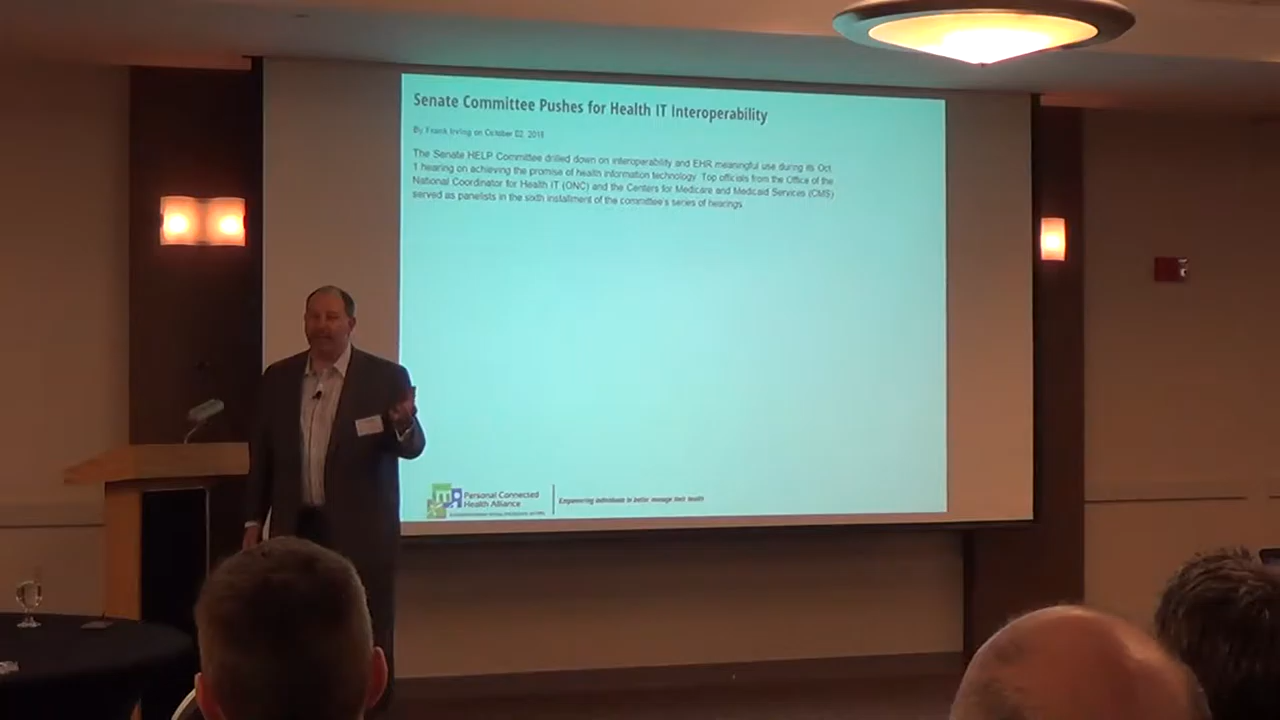 Senate Committee Pushes for Health IT Interoperability
By Frank Irving on October 02, 2015
The Senate HELP Committee drilled down on interoperability and EHR meaningful use during its Oct.
1 hearing on achieving the promise of health information technology. Top officials from the Office of the
National Coordinator for Health IT (ONC) and the Centers for Medicare and Medicaid Services (CMS)
served as panelists in the sixth installment of the committee's series of hearings.
Personal Connected
Health Alliance
Empowering individuals to better manage their health